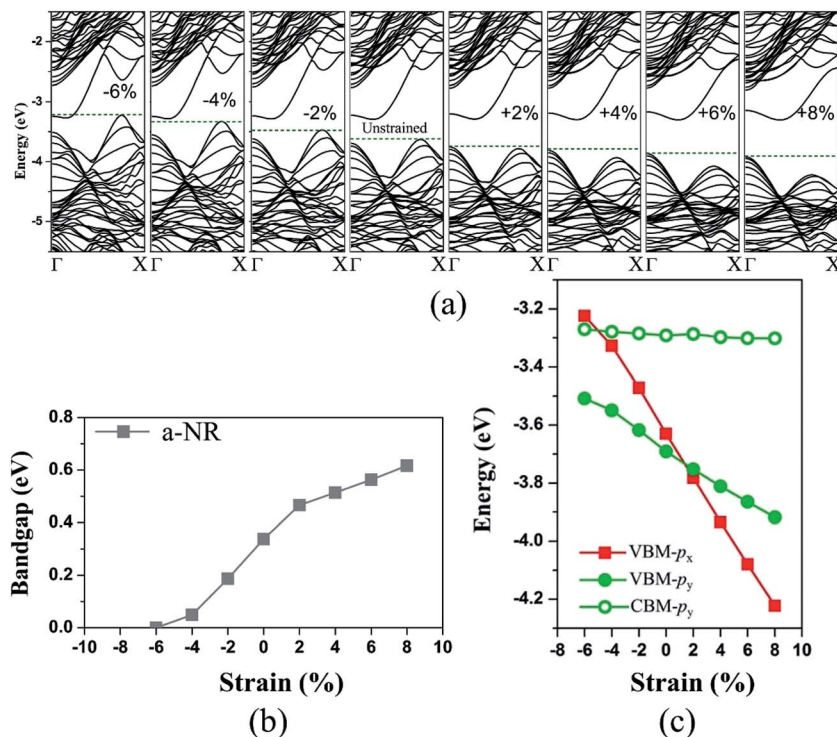 -2
-3
-4
-5
Energy (eV)
-6%
-4%
-2%
Unstrained
+2%
+4%
+6%
+8%
Γ X Γ X Γ X Γ X Γ X Γ X Γ X Γ X
(a)
0.8
0.6
0.4
0.2
0.0
Bandgap (eV)
a-NR
-10 -8 -6 -4 -2 0 2 4 6 8 10
Strain (%)
(b)
-3.2
-3.4
-3.6
-3.8
-4.0
-4.2
Energy (eV)
VBM-px
VBM-py
CBM-py
-8 -6 -4 -2 0 2 4 6 8 10
Strain (%)
(c)